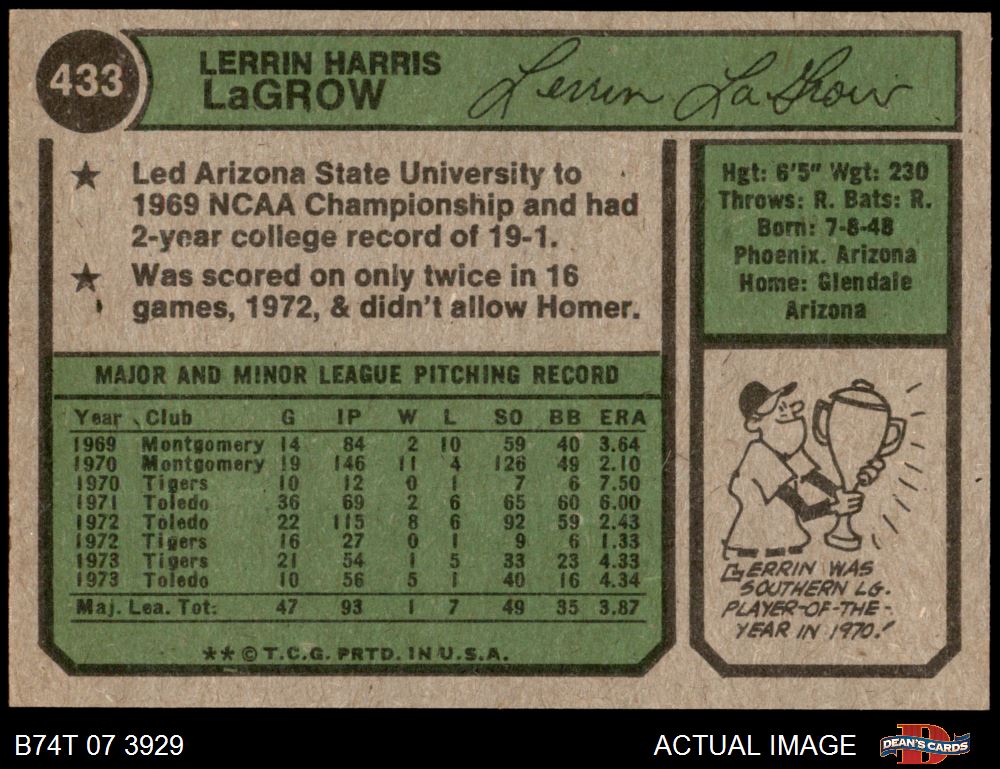 433
LERRIN HARRIS
LaGROW
Lerrin LaGrow
★ Led Arizona State University to
1969 NCAA Championship and had
2-year college record of 19-1.
★ Was scored on only twice in 16
games, 1972, & didn't allow Homer.
Hgt: 6'5" Wgt: 230
Throws: R. Bats: R.
Born: 7-8-48
Phoenix. Arizona
Home: Glendale
Arizona
MAJOR AND MINOR LEAGUE PITCHING RECORD
Year Club G IP W L SO BB ERA
1969 Montgomery 14 84 2 10 59 40 3.64
1970 Montgomery 19 146 11 4 126 49 2.10
1970 Tigers 10 12 0 1 7 6 7.50
1971 Toledo 36 69 2 6 65 60 6.00
1972 Toledo 22 115 8 6 92 59 2.43
1972 Tigers 16 27 0 1 9 6 1.33
1973 Tigers 21 54 1 5 33 23 4.33
1973 Toledo 10 56 5 1 40 16 4.34
Maj. Lea. Tot: 47 93 1 7 49 35 3.87
** © T.C.G. PRTD. IN U.S.A.
LERRIN WAS
SOUTHERN LG.
PLAYER-OF-THE-
YEAR IN 1970!
B74T 07 3929
ACTUAL IMAGE
DEAN'S CARDS